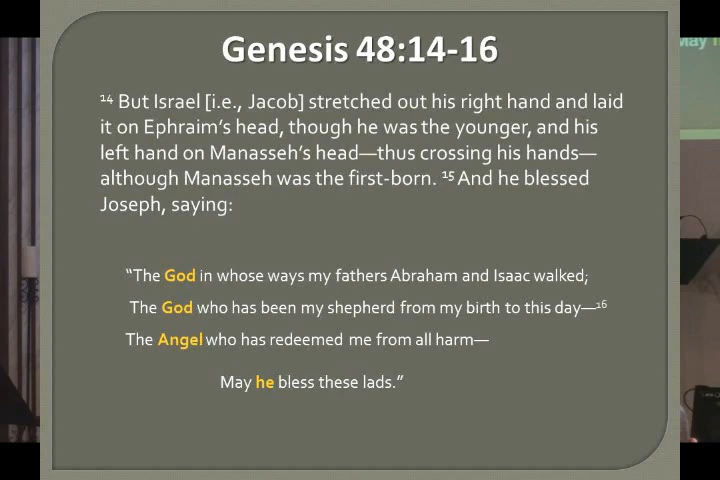 Genesis 48:14-16
¹⁴ But Israel [i.e., Jacob] stretched out his right hand and laid
it on Ephraim’s head, though he was the younger, and his
left hand on Manasseh’s head—thus crossing his hands—
although Manasseh was the first-born. ¹⁵ And he blessed
Joseph, saying:
“The God in whose ways my fathers Abraham and Isaac walked;
The God who has been my shepherd from my birth to this day—¹⁶
The Angel who has redeemed me from all harm—
May he bless these lads.”